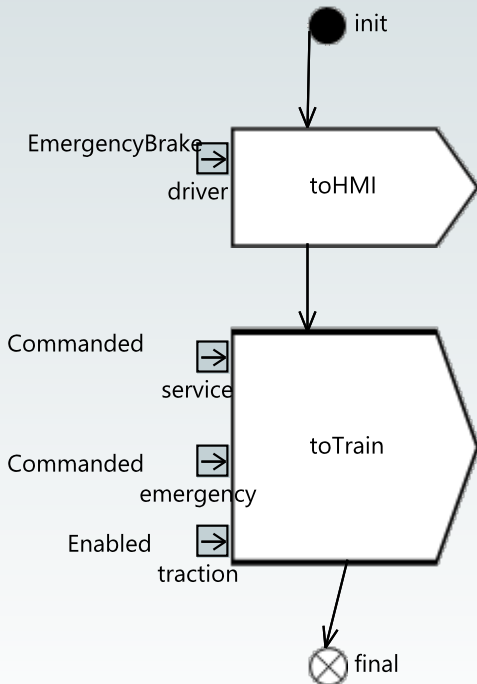 init
EmergencyBrake
driver
toHMI
Commanded
service
toTrain
Commanded
emergency
Enabled
traction
final